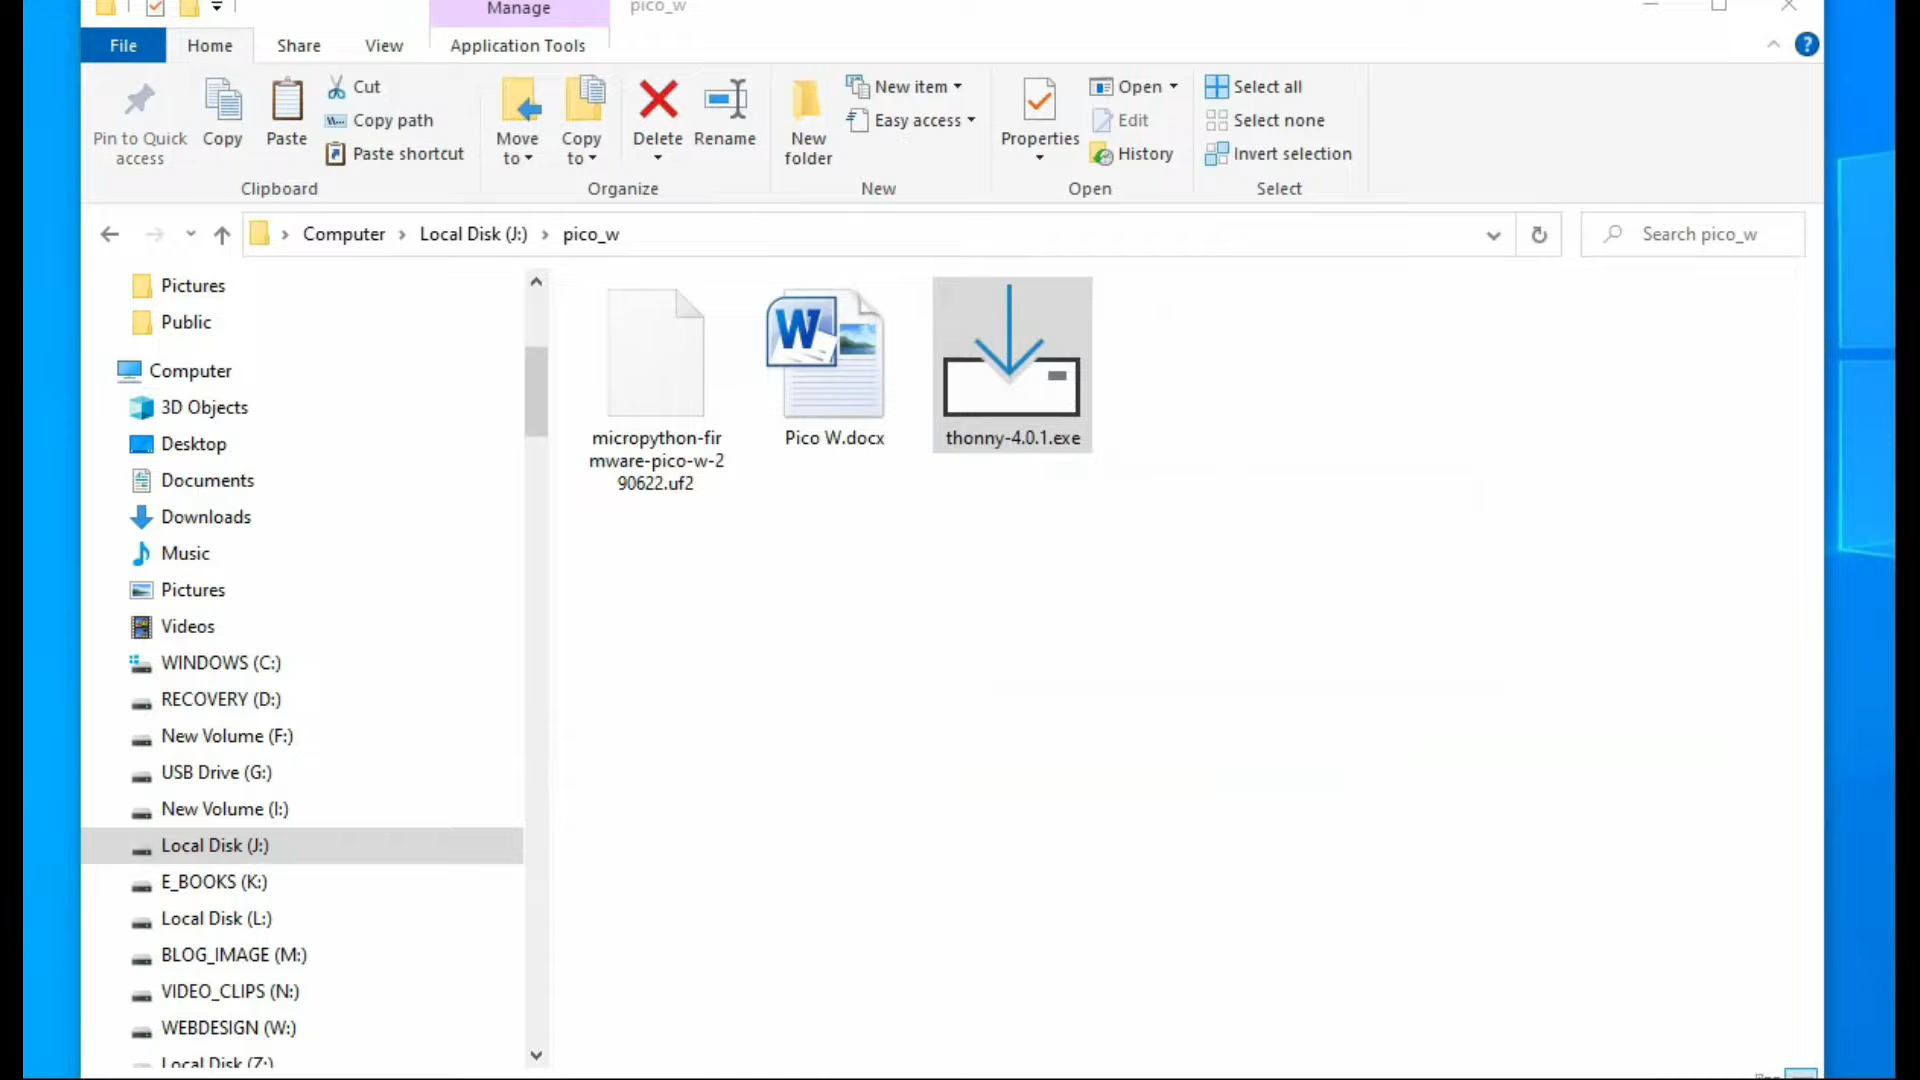 Manage
pico_w
File
Home
Share
View
Application Tools
?
Pin to Quick
access
Copy
Paste
Cut
Copy path
Paste shortcut
Clipboard
Move
to
Copy
to
Delete
Rename
Organize
New
folder
New item
Easy access
New
Properties
Open
Edit
History
Open
Select all
Select none
Invert selection
Select
Computer
Local Disk (J:)
pico_w
Search pico_w
Pictures
Public
Computer
3D Objects
Desktop
Documents
Downloads
Music
Pictures
Videos
WINDOWS (C:)
RECOVERY (D:)
New Volume (F:)
USB Drive (G:)
New Volume (I:)
Local Disk (J:)
E_BOOKS (K:)
Local Disk (L:)
BLOG_IMAGE (M:)
VIDEO_CLIPS (N:)
WEBDESIGN (W:)
Local Disk (Z:)
micropython-fir
mware-pico-w-2
90622.uf2
W
Pico W.docx
thonny-4.0.1.exe